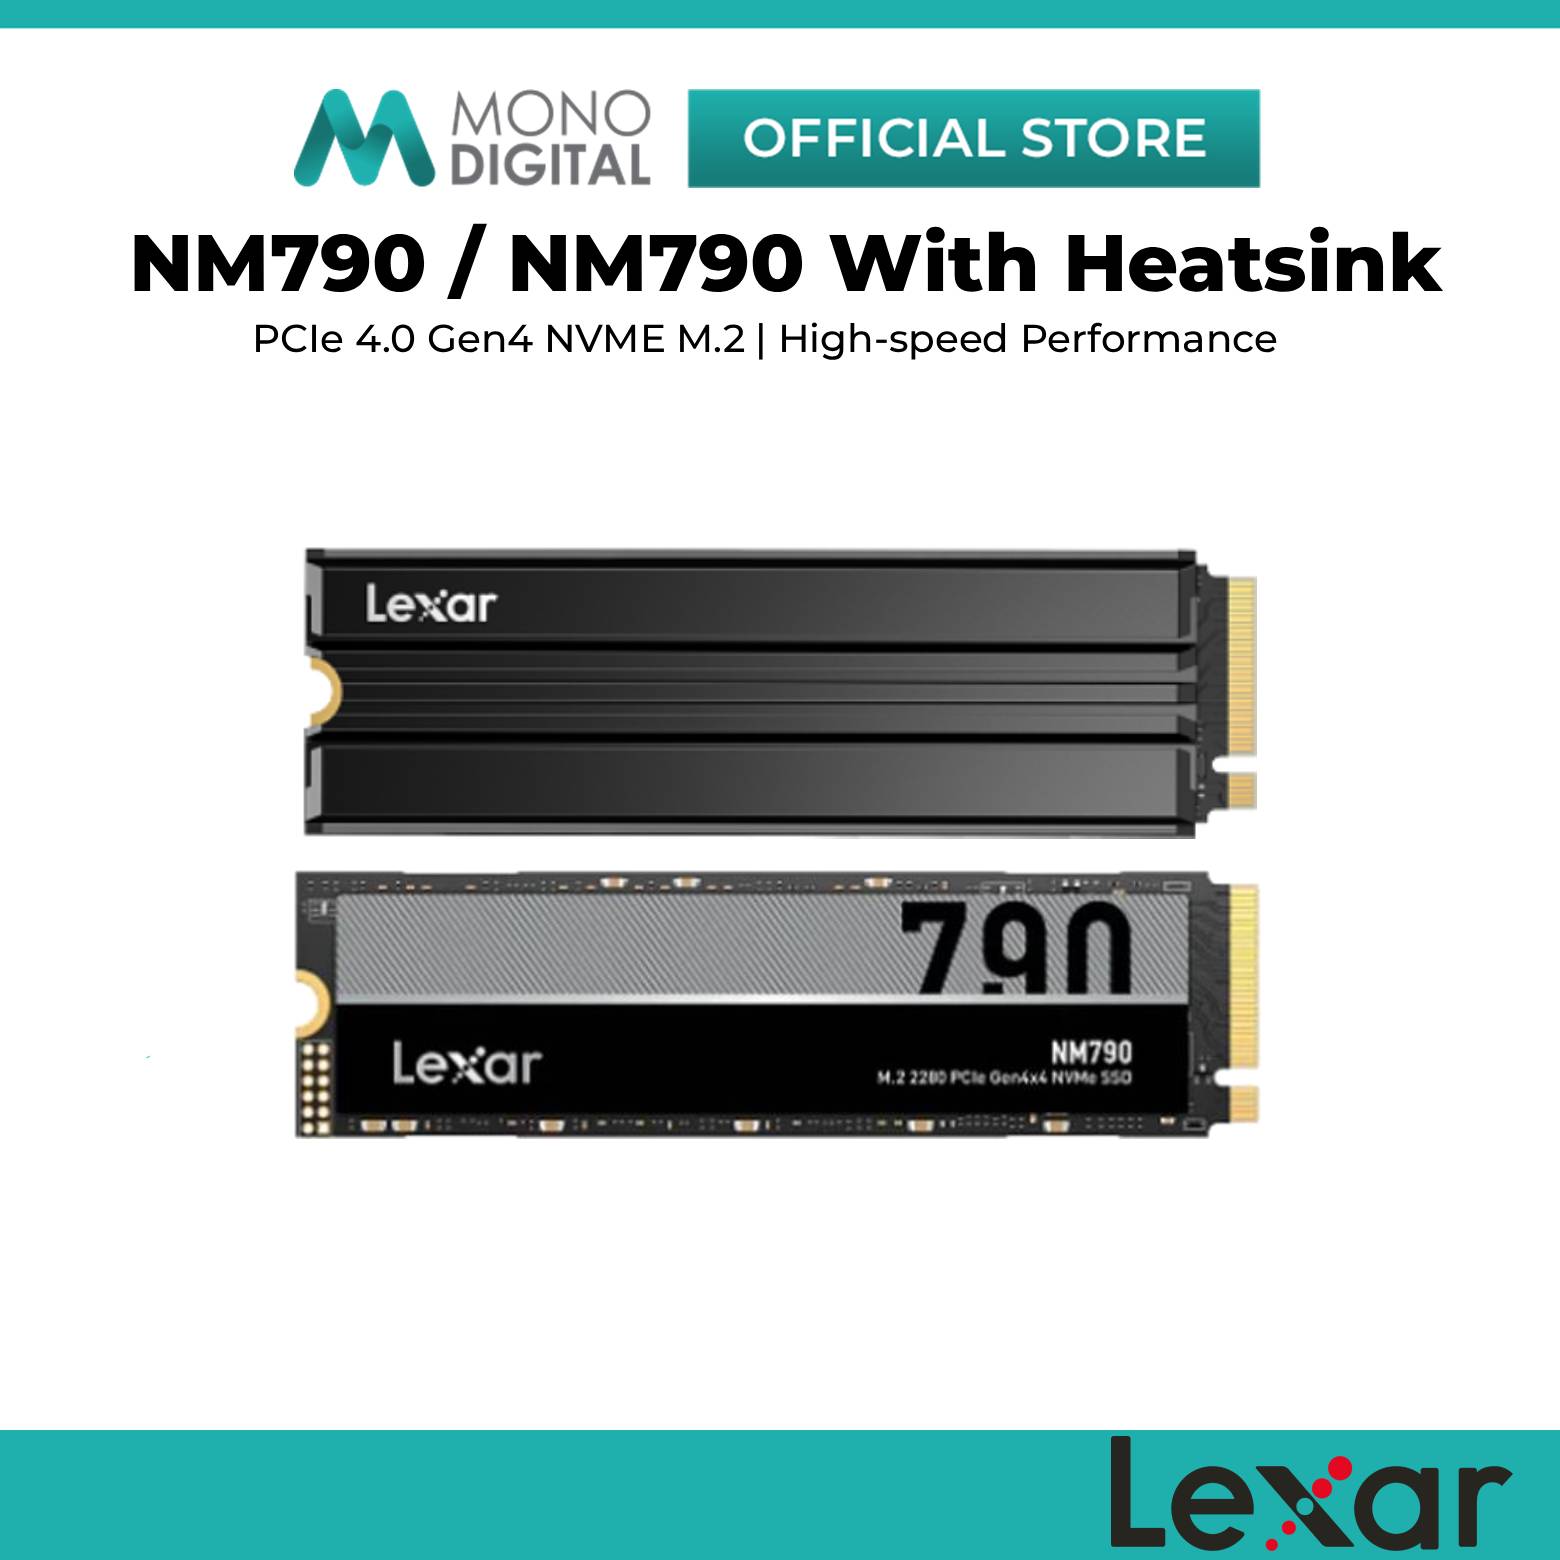 MONO
DIGITAL
OFFICIAL STORE
NM790 / NM790 With Heatsink
PCIe 4.0 Gen4 NVME M.2 | High-speed Performance
Lexar
790
Lexar
NM790
M.2 2280 PCIe Gen4x4 NVMe SSD
Lexar